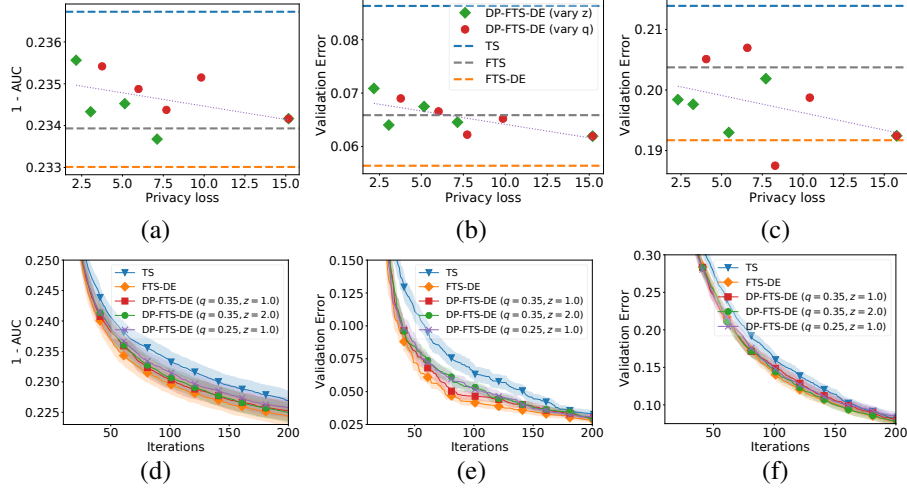 0.236
0.235
0.234
0.233
1 - AUC
2.5 5.0 7.5 10.0 12.5 15.0
Privacy loss
(a)
0.08
0.07
0.06
Validation Error
DP-FTS-DE (vary z)
DP-FTS-DE (vary q)
TS
FTS
FTS-DE
2.5 5.0 7.5 10.0 12.5 15.0
Privacy loss
(b)
0.21
0.20
0.19
Validation Error
2.5 5.0 7.5 10.0 12.5 15.0
Privacy loss
(c)
0.250
0.245
0.240
0.235
0.230
0.225
1 - AUC
TS
FTS-DE
DP-FTS-DE (q = 0.35, z = 1.0)
DP-FTS-DE (q = 0.35, z = 2.0)
DP-FTS-DE (q = 0.25, z = 1.0)
50 100 150 200
Iterations
(d)
0.150
0.125
0.100
0.075
0.050
0.025
Validation Error
TS
FTS-DE
DP-FTS-DE (q = 0.35, z = 1.0)
DP-FTS-DE (q = 0.35, z = 2.0)
DP-FTS-DE (q = 0.25, z = 1.0)
50 100 150 200
Iterations
(e)
0.30
0.25
0.20
0.15
0.10
Validation Error
TS
FTS-DE
DP-FTS-DE (q = 0.35, z = 1.0)
DP-FTS-DE (q = 0.35, z = 2.0)
DP-FTS-DE (q = 0.25, z = 1.0)
50 100 150 200
Iterations
(f)